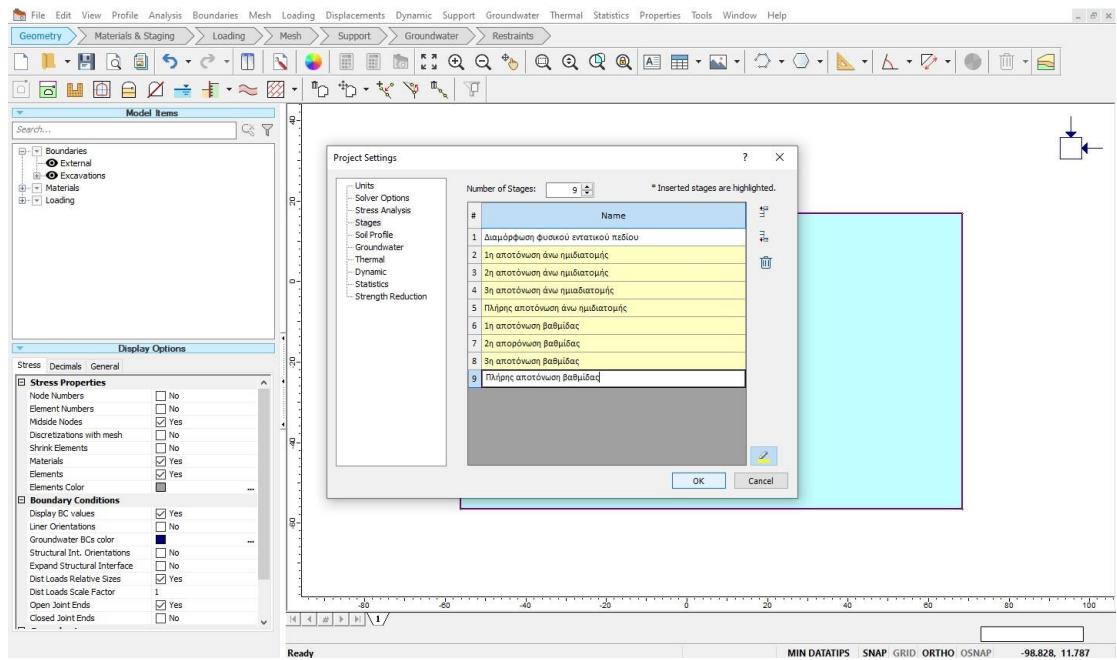 File Edit View Profile Analysis Boundaries Mesh Loading Displacements Dynamic Support Groundwater Thermal Statistics Properties Tools Window Help
Geometry Materials & Staging Loading Mesh Support Groundwater Restraints
Model Items
Search...
Boundaries
External
Excavations
Materials
Loading
Display Options
Stress Decimals General
Stress Properties
Node Numbers No
Element Numbers No
Midside Nodes Yes
Discretizations with mesh No
Shrink Elements No
Materials Yes
Elements Yes
Elements Color ...
Boundary Conditions
Display BC values Yes
Liner Orientations No
Groundwater BCs color ...
Structural Int. Orientations No
Expand Structural Interface No
Dist Loads Relative Sizes Yes
Dist Loads Scale Factor 1
Open Joint Ends Yes
Closed Joint Ends No
40
20
0
-20
-40
-60
Project Settings ? X
Units
Solver Options
Stress Analysis
Stages
Soil Profile
Groundwater
Thermal
Dynamic
Statistics
Strength Reduction
Number of Stages: 9 * Inserted stages are highlighted.
# Name
1 Διαμόρφωση φυσικού εντατικού πεδίου
2 1η αποτόνωση άνω ημιδιατομής
3 2η αποτόνωση άνω ημιδιατομής
4 3η αποτόνωση άνω ημιαδιατομής
5 Πλήρης αποτόνωση άνω ημιδιατομής
6 1η αποτόνωση βαθμίδας
7 2η απορόνωση βαθμίδας
8 3η αποτόνωση βαθμίδας
9 Πλήρης αποτόνωση βαθμίδας
OK Cancel
-80 -60 -40 -20 0 20 40 60 80 100
1
Ready MIN DATATIPS SNAP GRID ORTHO OSNAP -98.828, 11.787